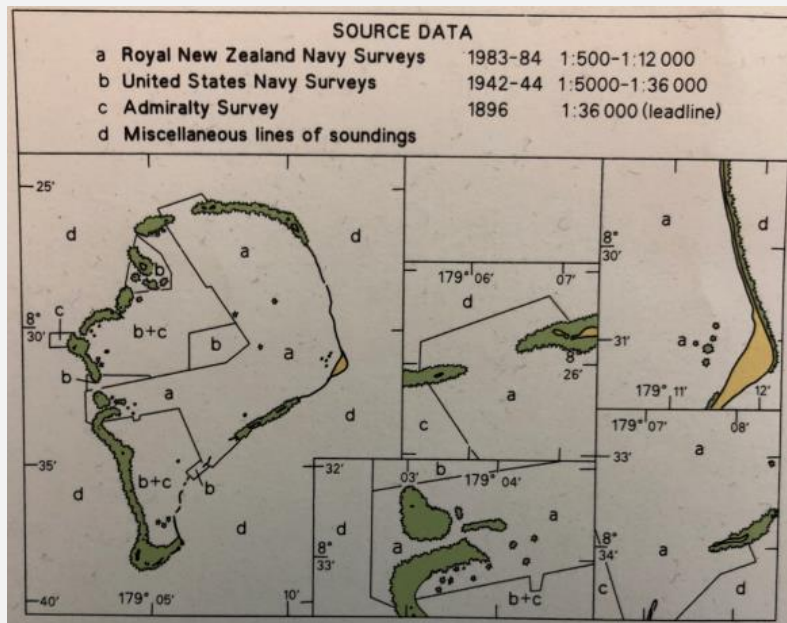 SOURCE DATA
a Royal New Zealand Navy Surveys 1983-84 1:500-1:12 000
b United States Navy Surveys 1942-44 1:5000-1:36 000
c Admiralty Survey 1896 1:36 000 (leadline)
d Miscellaneous lines of soundings
25'
d
b
a
d
c
8°
30'
b+c
b
a
b
a
d
35'
d
b+c
b
d
40'
179° 05'
10'
179° 06'
07'
d
8°
26'
a
c
a
d
8°
30'
a
31'
179° 11'
12'
32'
b
03'
179° 04'
d
a
a
8°
33'
b+c
179° 07'
08'
a
33'
8°
34'
a
c
d